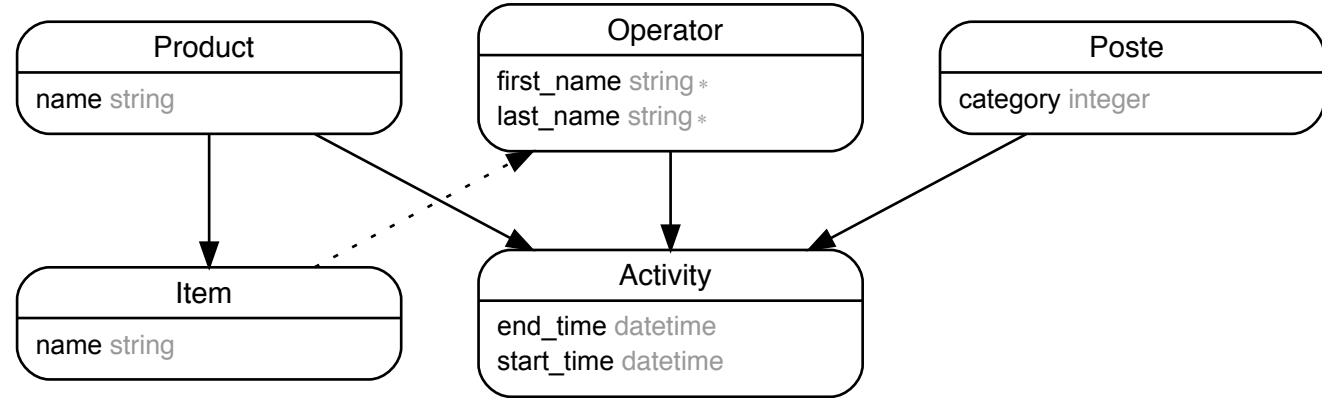 Product
name string
Operator
first_name string *
last_name string *
Poste
category integer
Item
name string
Activity
end_time datetime
start_time datetime